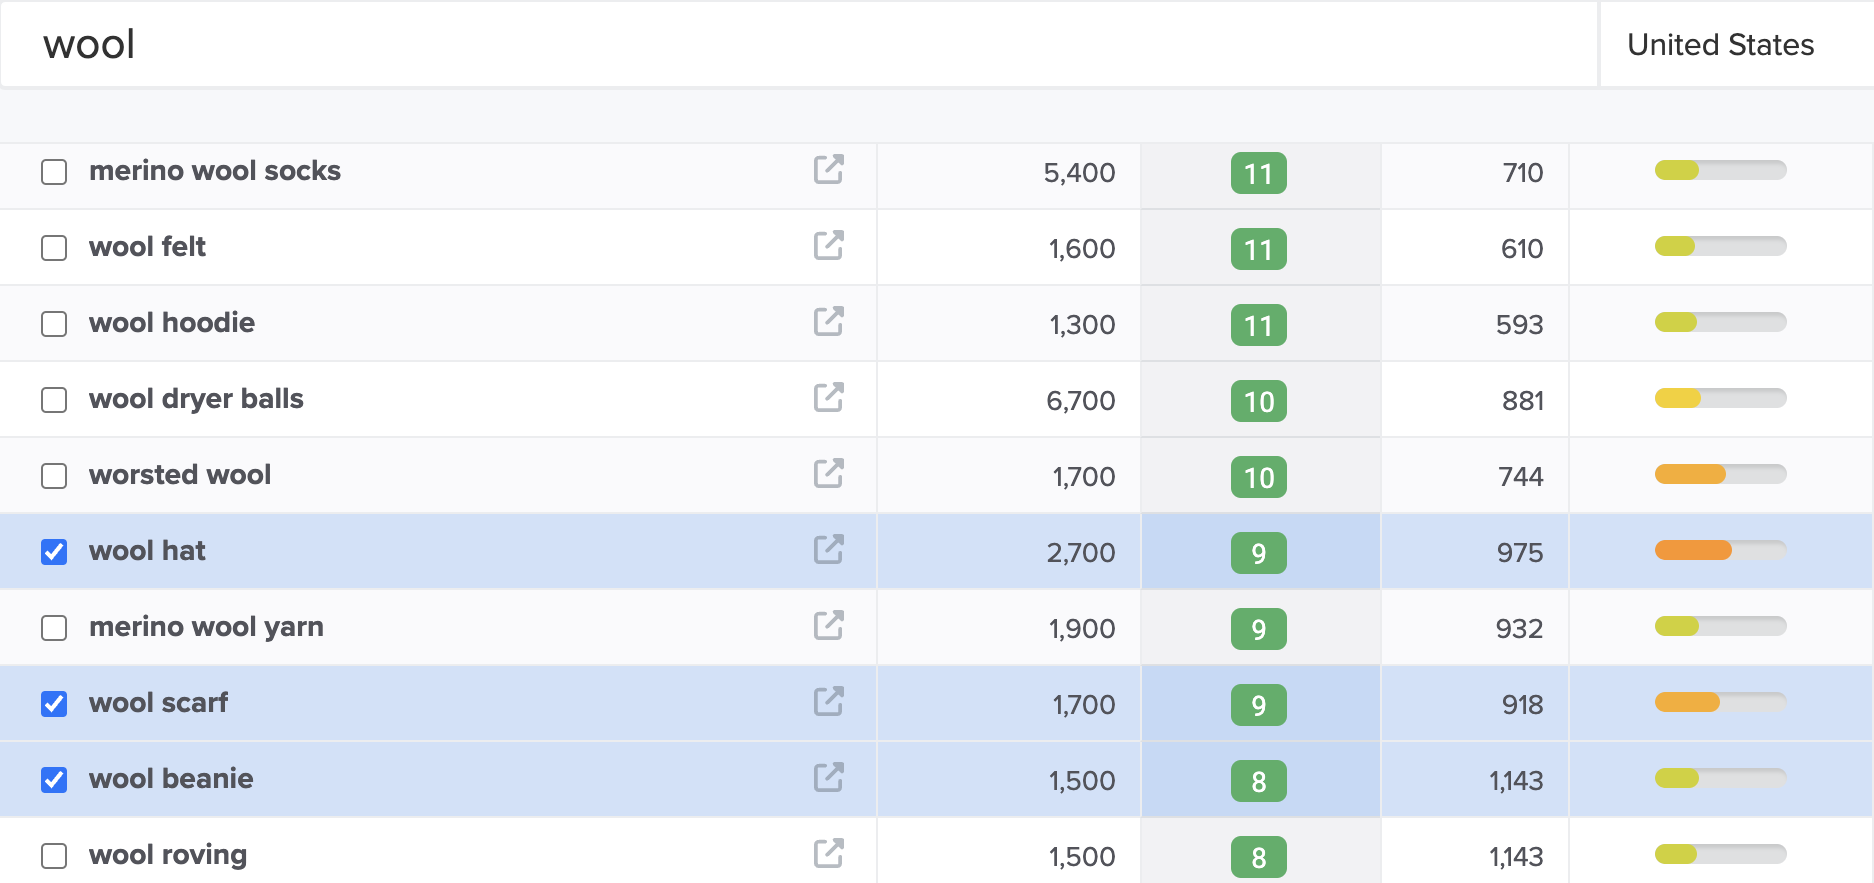 wool United States
merino wool socks 5,400 11 710
wool felt 1,600 11 610
wool hoodie 1,300 11 593
wool dryer balls 6,700 10 881
worsted wool 1,700 10 744
wool hat 2,700 9 975
merino wool yarn 1,900 9 932
wool scarf 1,700 9 918
wool beanie 1,500 8 1,143
wool roving 1,500 8 1,143